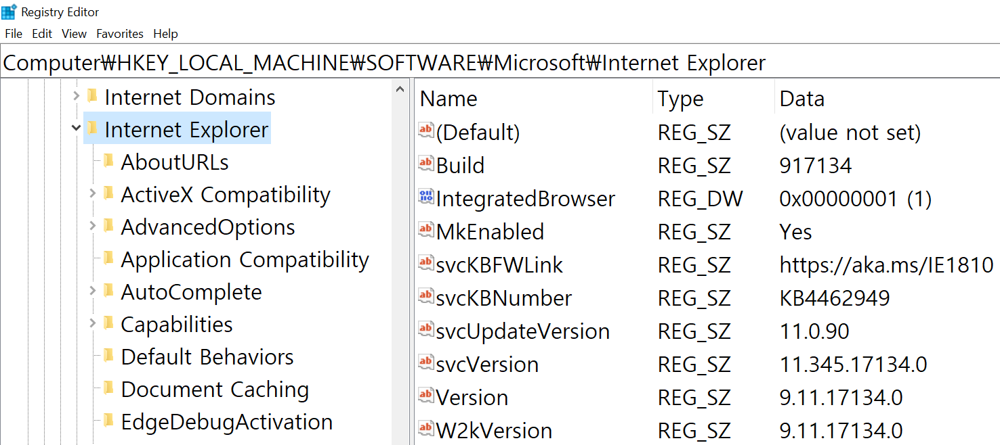 Registry Editor
File Edit View Favorites Help
Computer₩HKEY_LOCAL_MACHINE₩SOFTWARE₩Microsoft₩Internet Explorer
Internet Domains
Internet Explorer
AboutURLs
ActiveX Compatibility
AdvancedOptions
Application Compatibility
AutoComplete
Capabilities
Default Behaviors
Document Caching
EdgeDebugActivation
Name Type Data
(Default) REG_SZ (value not set)
Build REG_SZ 917134
IntegratedBrowser REG_DW 0x00000001 (1)
MkEnabled REG_SZ Yes
svcKBFWLink REG_SZ https://aka.ms/IE1810
svcKBNumber REG_SZ KB4462949
svcUpdateVersion REG_SZ 11.0.90
svcVersion REG_SZ 11.345.17134.0
Version REG_SZ 9.11.17134.0
W2kVersion REG_SZ 9.11.17134.0